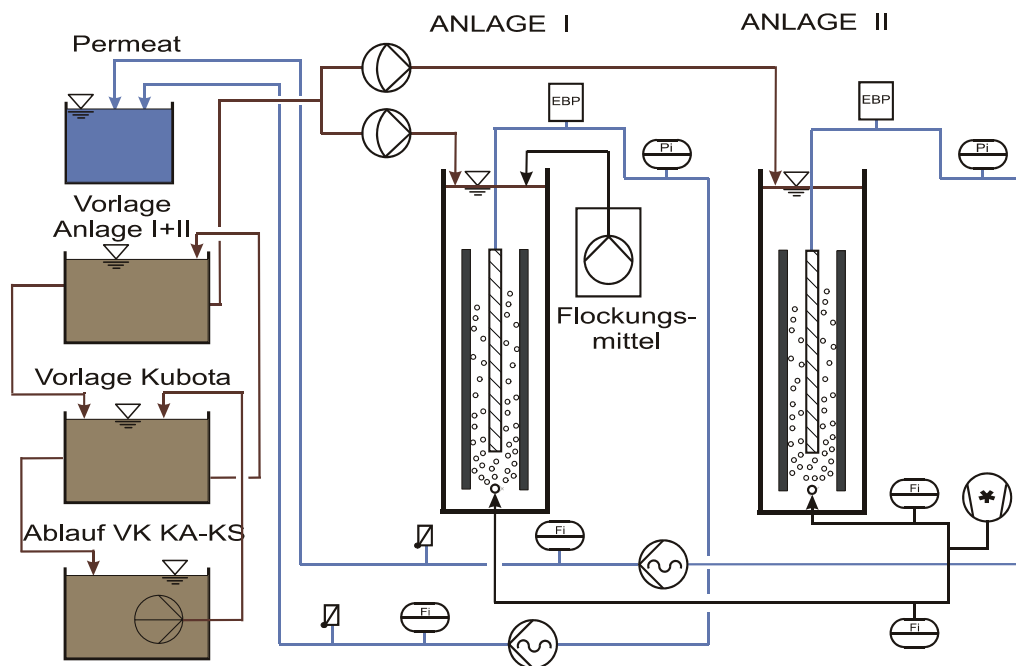 ANLAGE I
ANLAGE II
Permeat
EBP
EBP
Pi
Pi
Vorlage
Anlage I+II
Flockungs-
mittel
Vorlage Kubota
Fi
Ablauf VK KA-KS
Fi
Fi
Fi